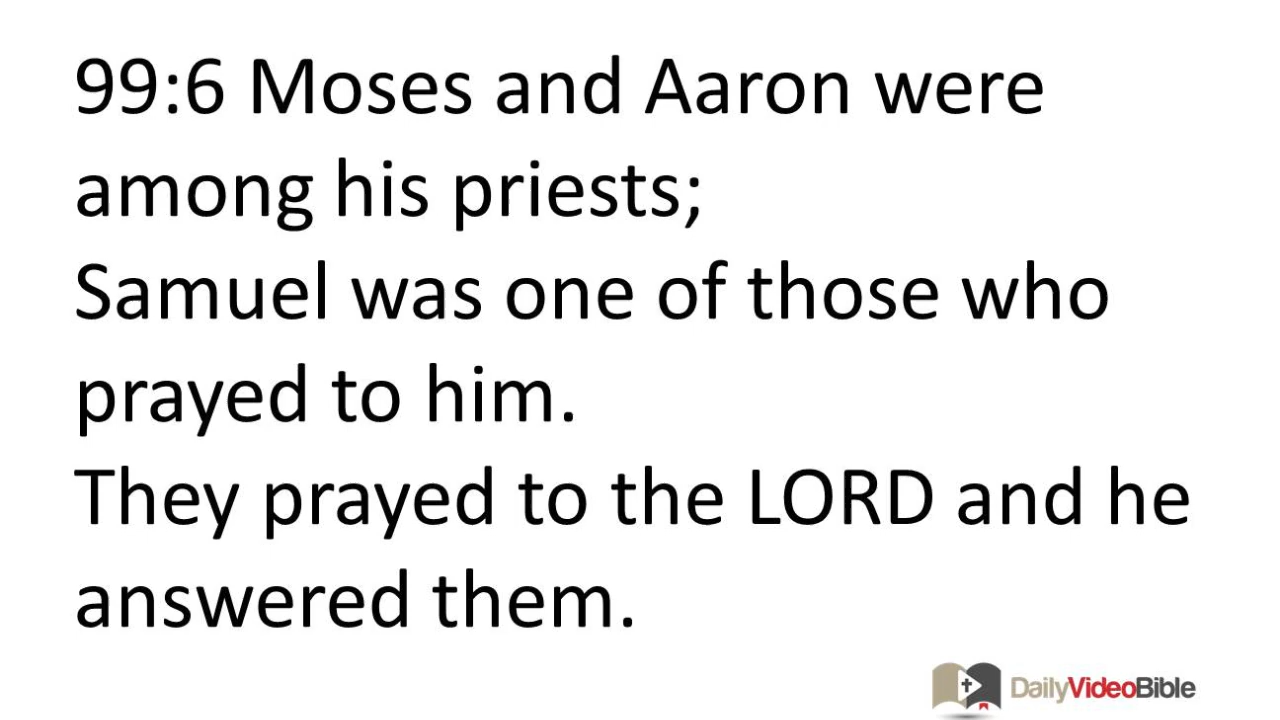 99:6 Moses and Aaron were
among his priests;
Samuel was one of those who
prayed to him.
They prayed to the LORD and he
answered them.
DailyVideoBible